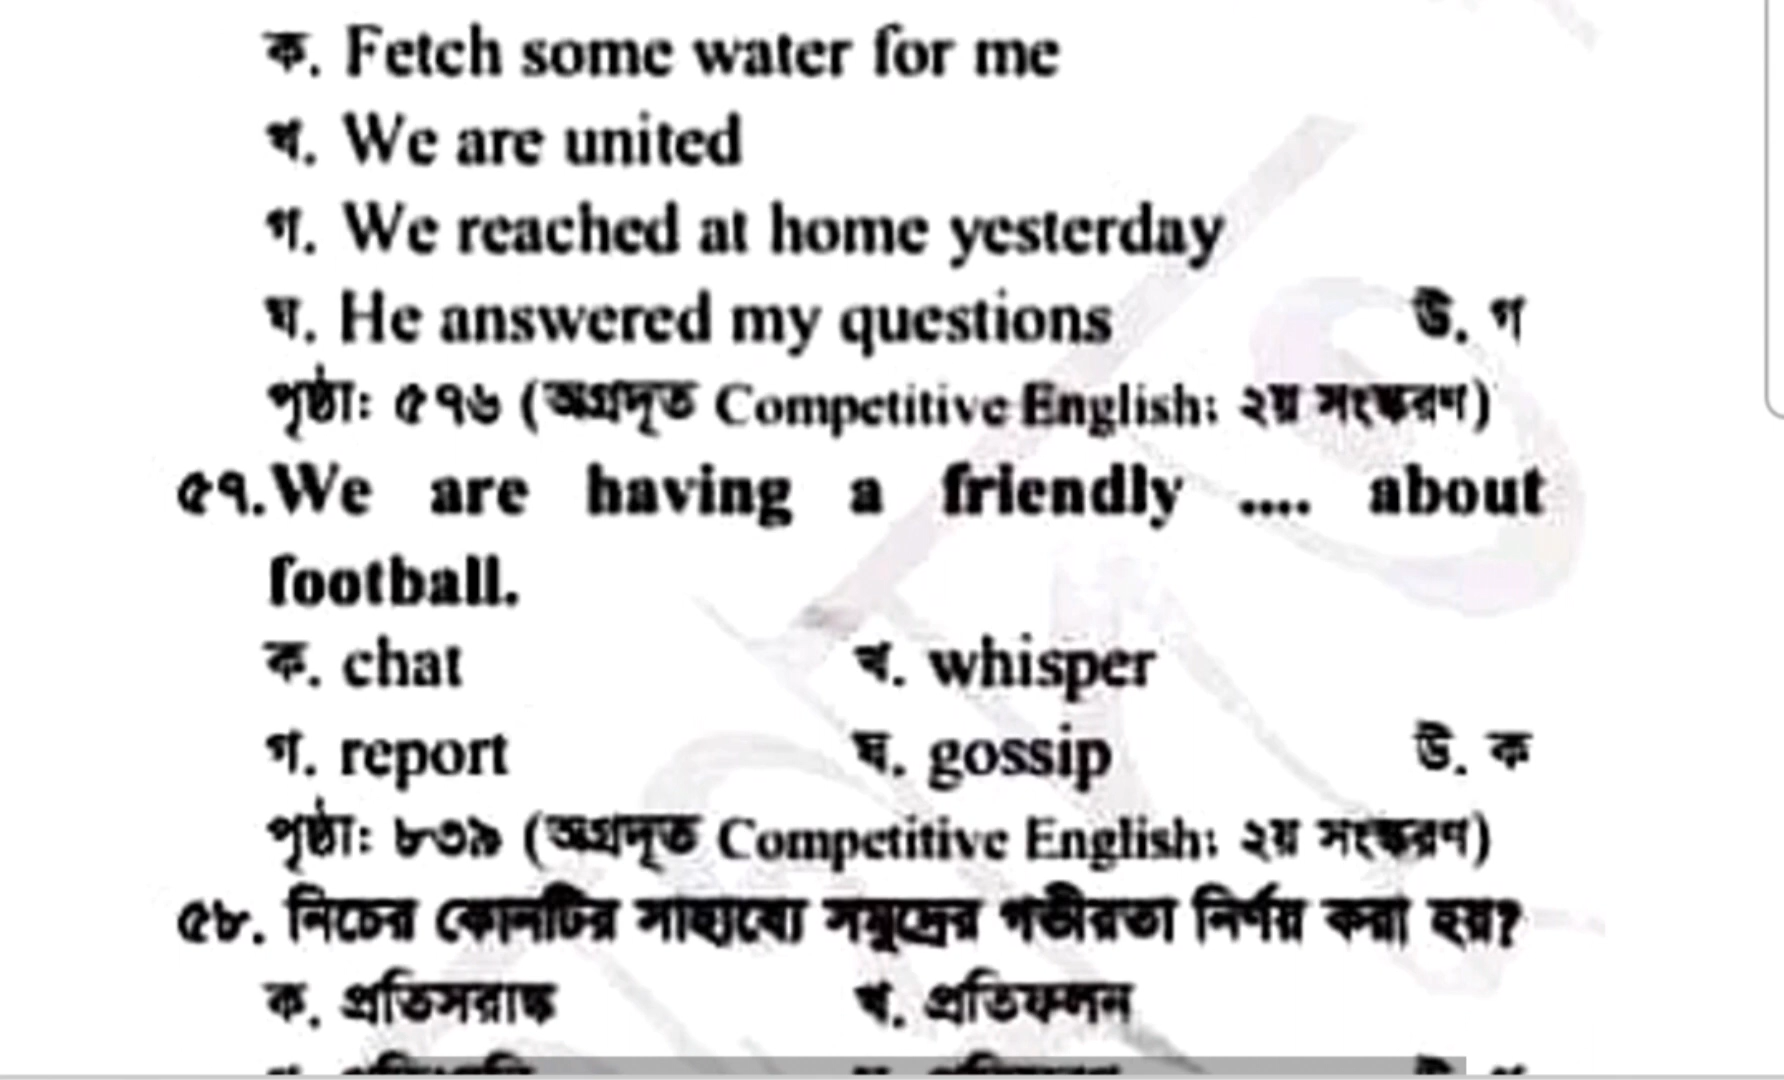 ক. Fetch some water for me
খ. We are united
গ. We reached at home yesterday
ঘ. He answered my questions উ. গ
পৃষ্ঠা: ৫৭৬ (অগ্রদূত Competitive English: ২য় সংস্করণ)
৫৭. We are having a friendly .... about
football.
ক. chat খ. whisper
গ. report ঘ. gossip উ. ক
পৃষ্ঠা: ৮৩৯ (অগ্রদূত Competitive English: ২য় সংস্করণ)
৫৮. নিচের কোনটির সাহায্যে সমুদ্রের গভীরতা নির্ণয় করা হয়?
ক. প্রতিসরাঙ্ক খ. প্রতিফলন